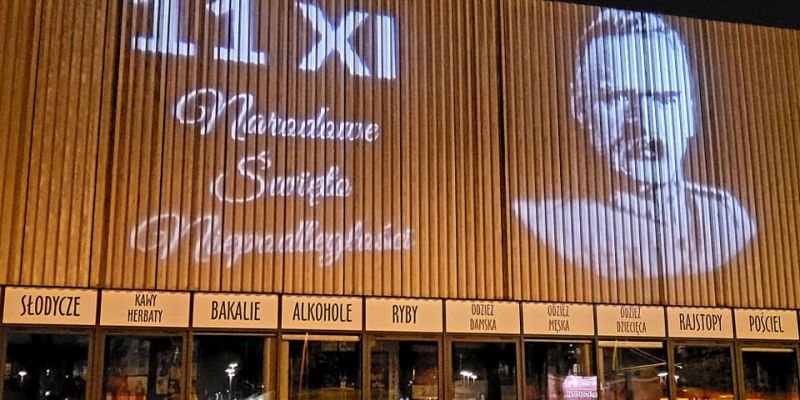 11 XI
Narodowe
Święto
Niepodległości
SŁODYCZE
KAWY
HERBATY
BAKALIE
ALKOHOLE
RYBY
ODZIEŻ
DAMSKA
ODZIEŻ
MĘSKA
ODZIEŻ
DZIECIĘCA
RAJSTOPY
POŚCIEL